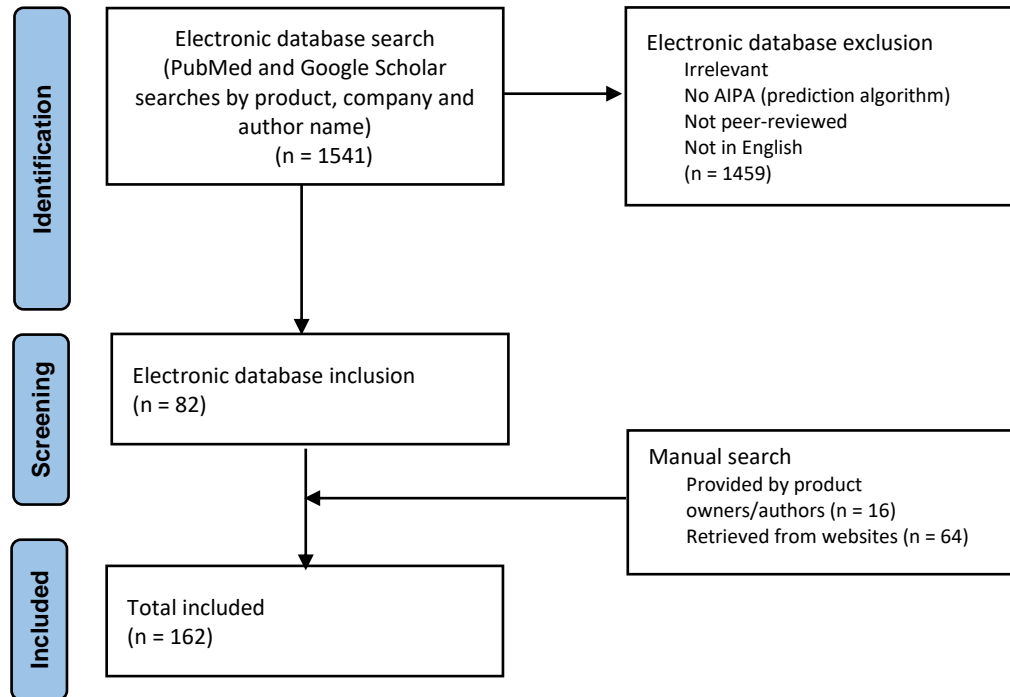 Identification
Electronic database search
(PubMed and Google Scholar
searches by product, company and
author name)
(n = 1541)
Electronic database exclusion
Irrelevant
No AIPA (prediction algorithm)
Not peer-reviewed
Not in English
(n = 1459)
Screening
Electronic database inclusion
(n = 82)
Manual search
Provided by product
owners/authors (n = 16)
Retrieved from websites (n = 64)
Included
Total included
(n = 162)